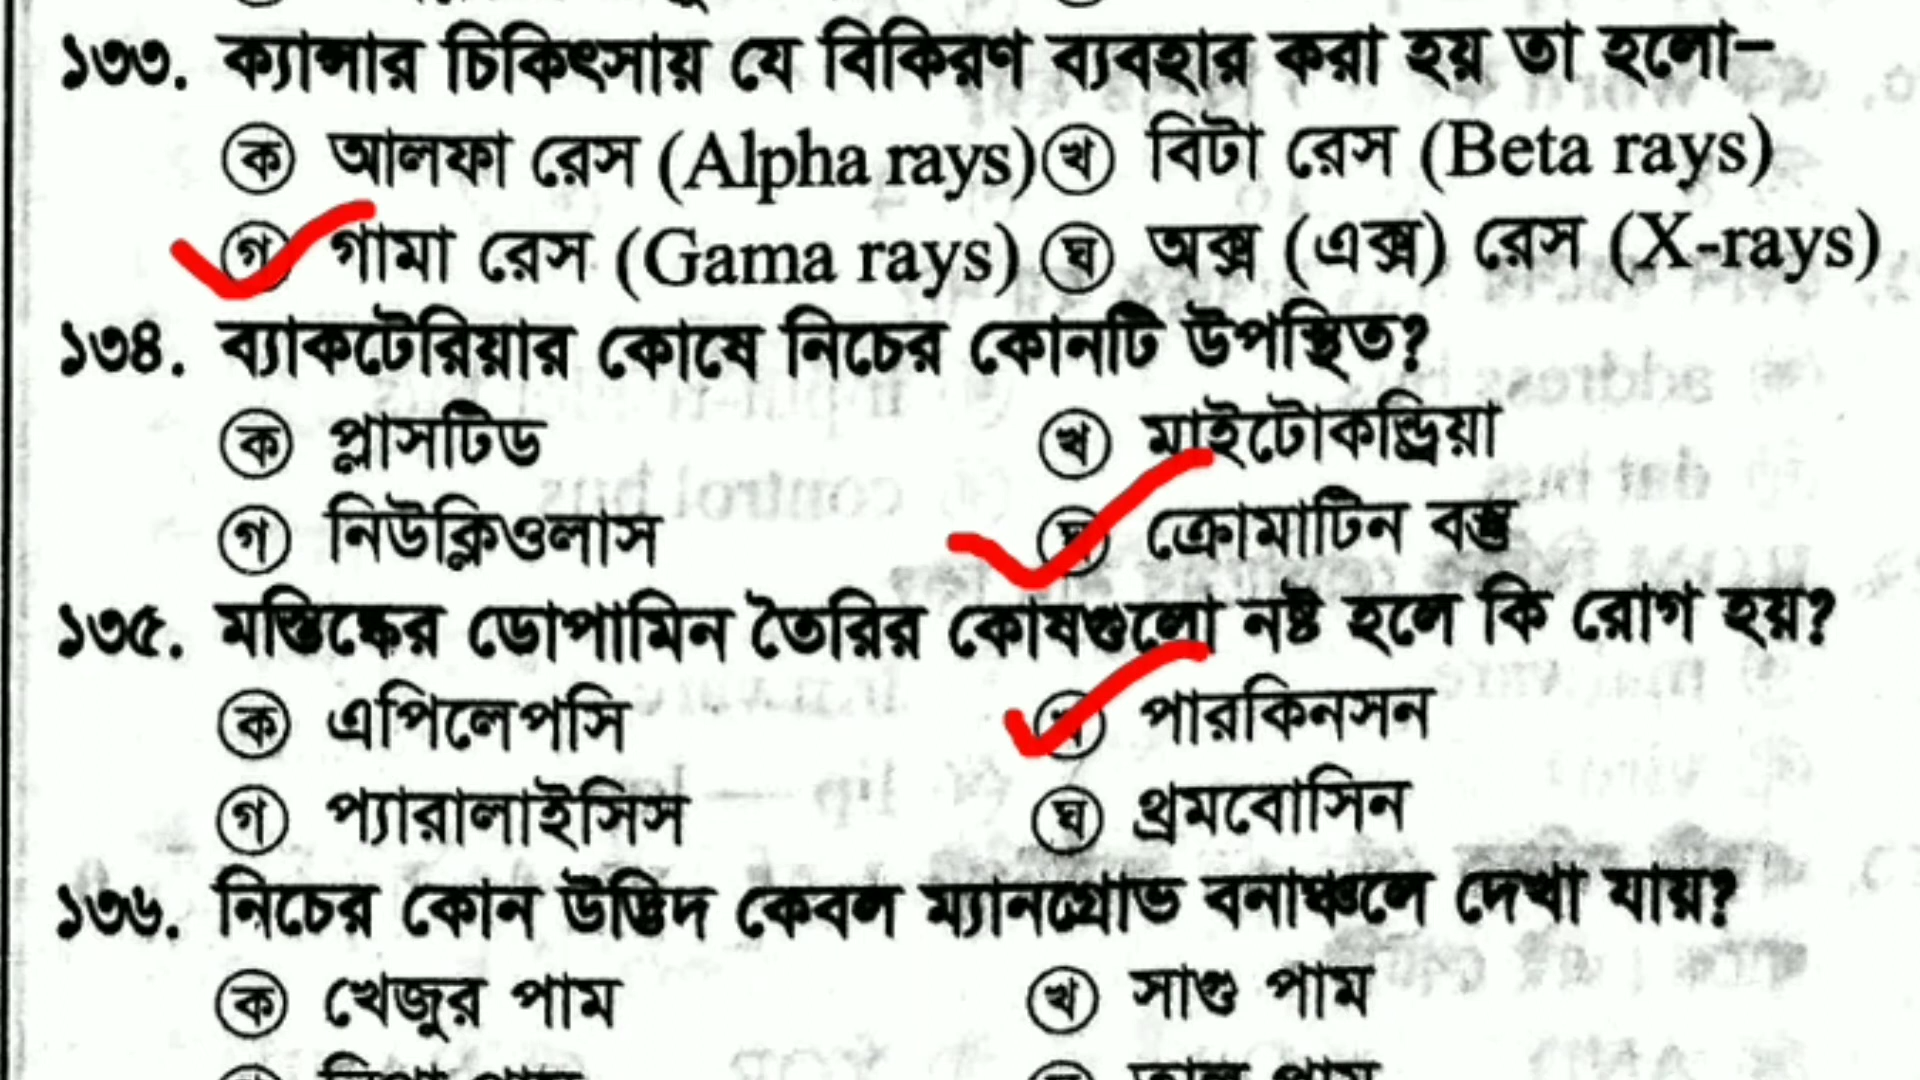 ১৩৩. ক্যান্সার চিকিৎসায় যে বিকিরণ ব্যবহার করা হয় তা হলো–
ক আলফা রেস (Alpha rays) খ বিটা রেস (Beta rays)
গ গামা রেস (Gama rays) ঘ অক্স (এক্স) রেস (X-rays)
১৩৪. ব্যাকটেরিয়ার কোষে নিচের কোনটি উপস্থিত?
ক প্লাসটিড খ মাইটোকন্ড্রিয়া
গ নিউক্লিওলাস ঘ ক্রোমাটিন বস্তু
১৩৫. মস্তিষ্কের ডোপামিন তৈরির কোষগুলো নষ্ট হলে কি রোগ হয়?
ক এপিলেপসি খ পারকিনসন
গ প্যারালাইসিস ঘ থ্রমবোসিন
১৩৬. নিচের কোন উদ্ভিদ কেবল ম্যানগ্রোভ বনাঞ্চলে দেখা যায়?
ক খেজুর পাম খ সাগু পাম